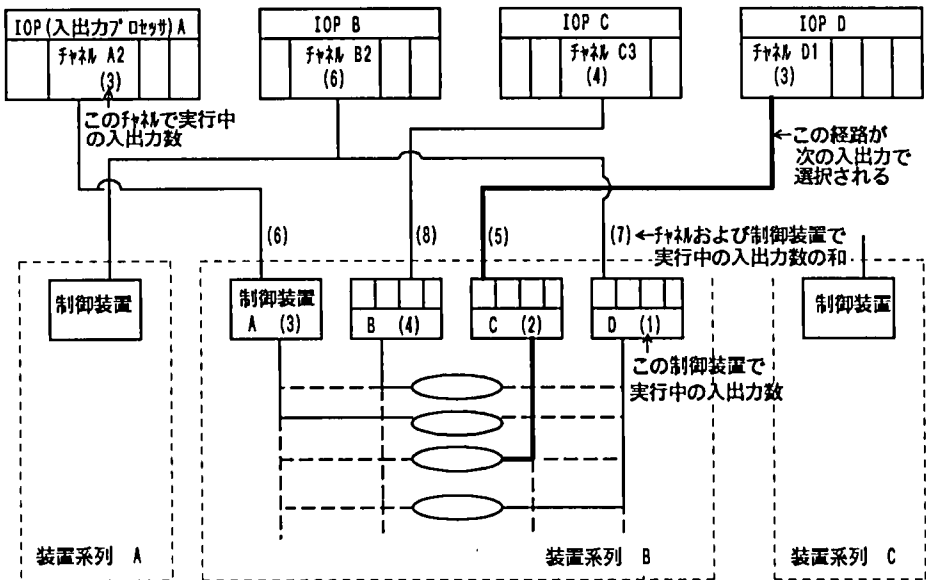 IOP(入出力プロセッサ)A
IOP B
IOP C
IOP D
チャネル A2
(3)
チャネル B2
(6)
チャネル C3
(4)
チャネル D1
(3)
このチャネルで実行中
の入出力数
この経路が
次の入出力で
選択される
(6)
(8)
(5)
(7)
チャネルおよび制御装置で
実行中の入出力数の和
制御装置
制御装置
A (3)
B (4)
C (2)
D (1)
制御装置
この制御装置で
実行中の入出力数
装置系列 A
装置系列 B
装置系列 C